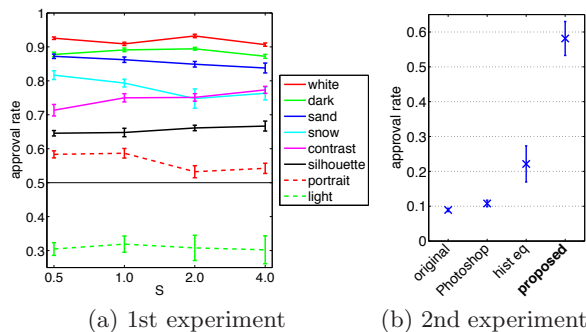 1
0.9
0.8
0.7
0.6
0.5
0.4
0.3
approval rate
0.5 1.0 2.0 4.0
S
white
dark
sand
snow
contrast
silhouette
portrait
light
(a) 1st experiment
0.6
0.5
0.4
0.3
0.2
0.1
0
approval rate
original
Photoshop
hist eq
proposed
(b) 2nd experiment